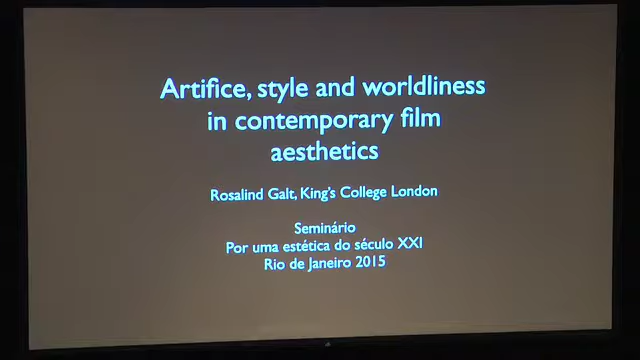 Artifice, style and worldliness
in contemporary film
aesthetics
Rosalind Galt, King's College London
Seminário
Por uma estética do século XXI
Rio de Janeiro 2015